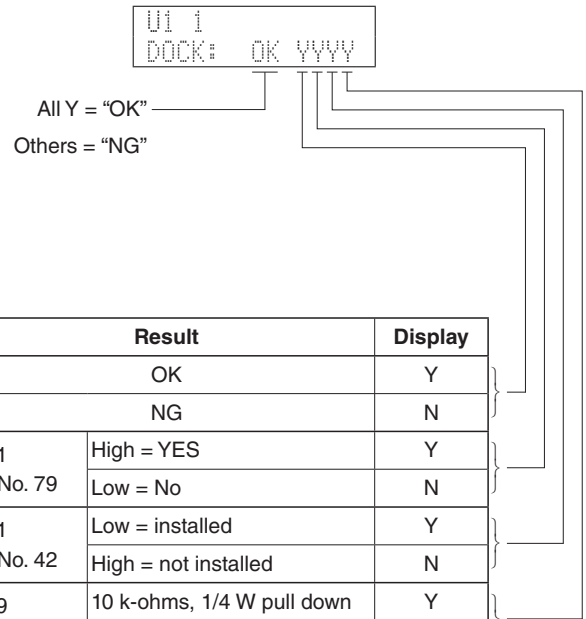 U1 1
DOCK: OK YYYY
All Y = “OK”
Others = “NG”
Result Display
OK Y
NG N
1 High = YES Y
No. 79 Low = No N
1 Low = installed Y
No. 42 High = not installed N
9 10 k-ohms, 1/4 W pull down Y